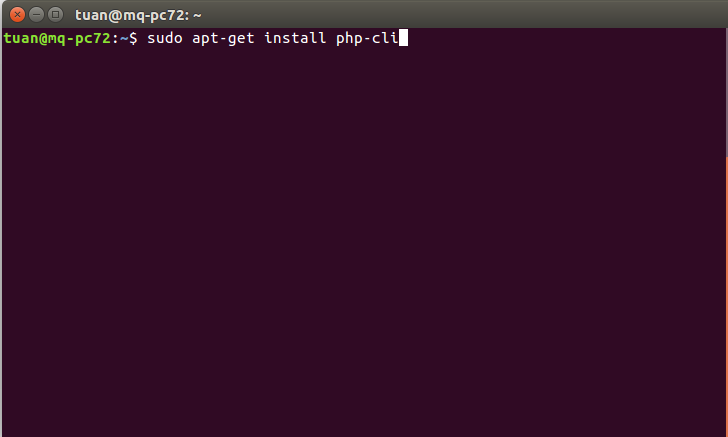 tuan@mq-pc72: ~
tuan@mq-pc72:~$ sudo apt-get install php-cli